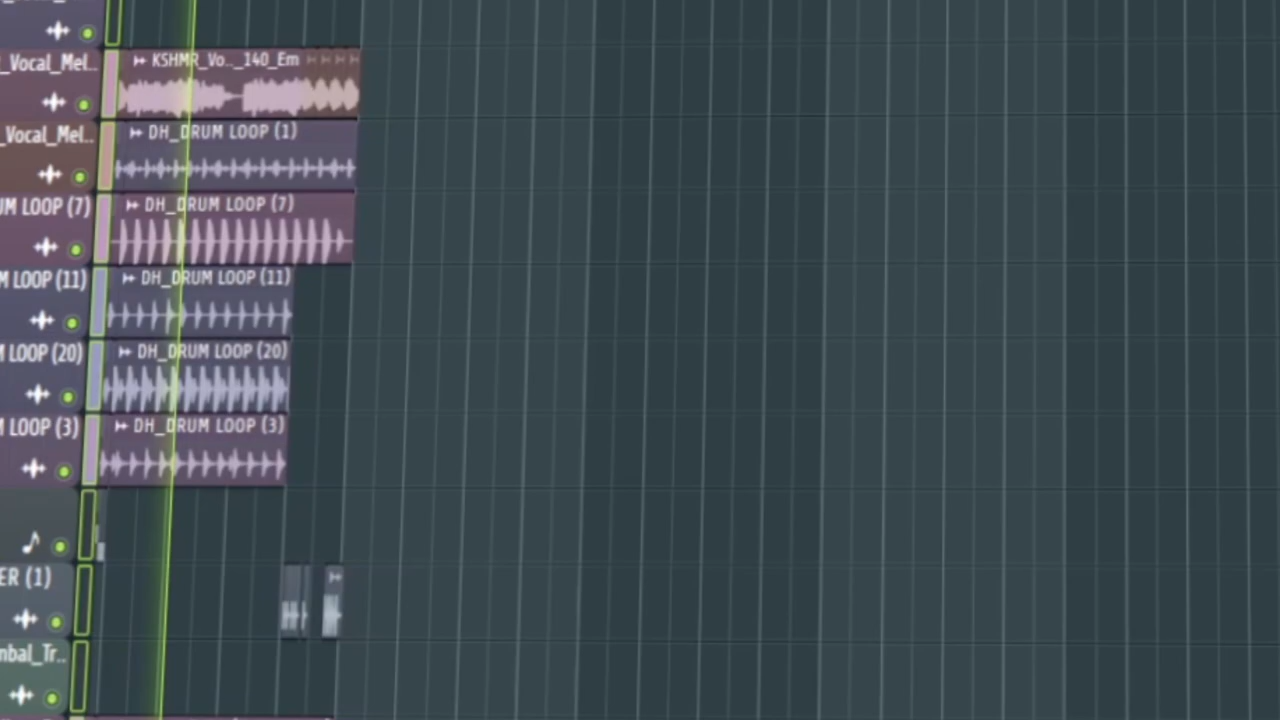 _Vocal_Mel..
KSHMR_Vo.._140_Em
_Vocal_Mel..
DH_DRUM LOOP (1)
UM LOOP (7)
DH_DRUM LOOP (7)
M LOOP (11)
DH_DRUM LOOP (11)
M LOOP (20)
DH_DRUM LOOP (20)
M LOOP (3)
DH_DRUM LOOP (3)
ER (1)
mbal_Tr..